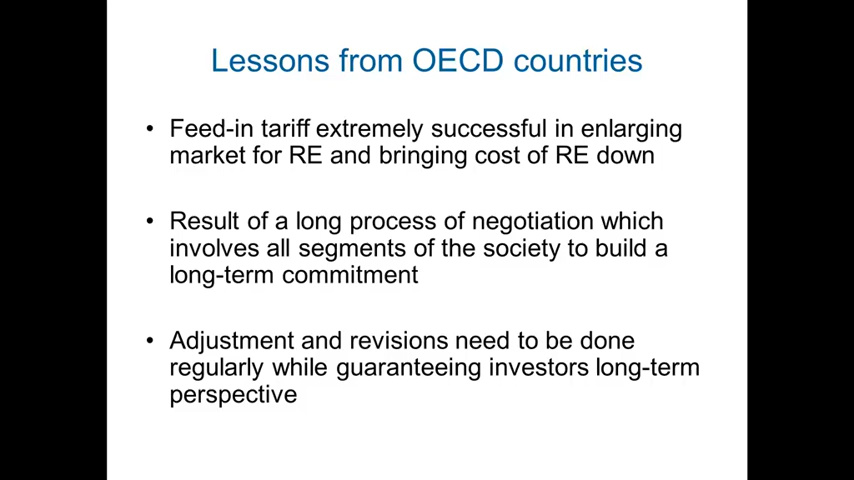 Lessons from OECD countries
• Feed-in tariff extremely successful in enlarging
market for RE and bringing cost of RE down
• Result of a long process of negotiation which
involves all segments of the society to build a
long-term commitment
• Adjustment and revisions need to be done
regularly while guaranteeing investors long-term
perspective